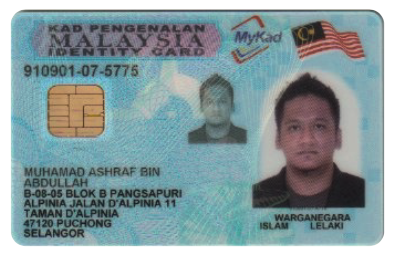 KAD PENGENALAN
MALAYSIA
IDENTITY CARD
MyKad
910901-07-5775
MUHAMAD ASHRAF BIN
ABDULLAH
B-08-05 BLOK B PANGSAPURI
ALPINIA JALAN D'ALPINIA 11
TAMAN D'ALPINIA
47120 PUCHONG
SELANGOR
WARGANEGARA
ISLAM LELAKI